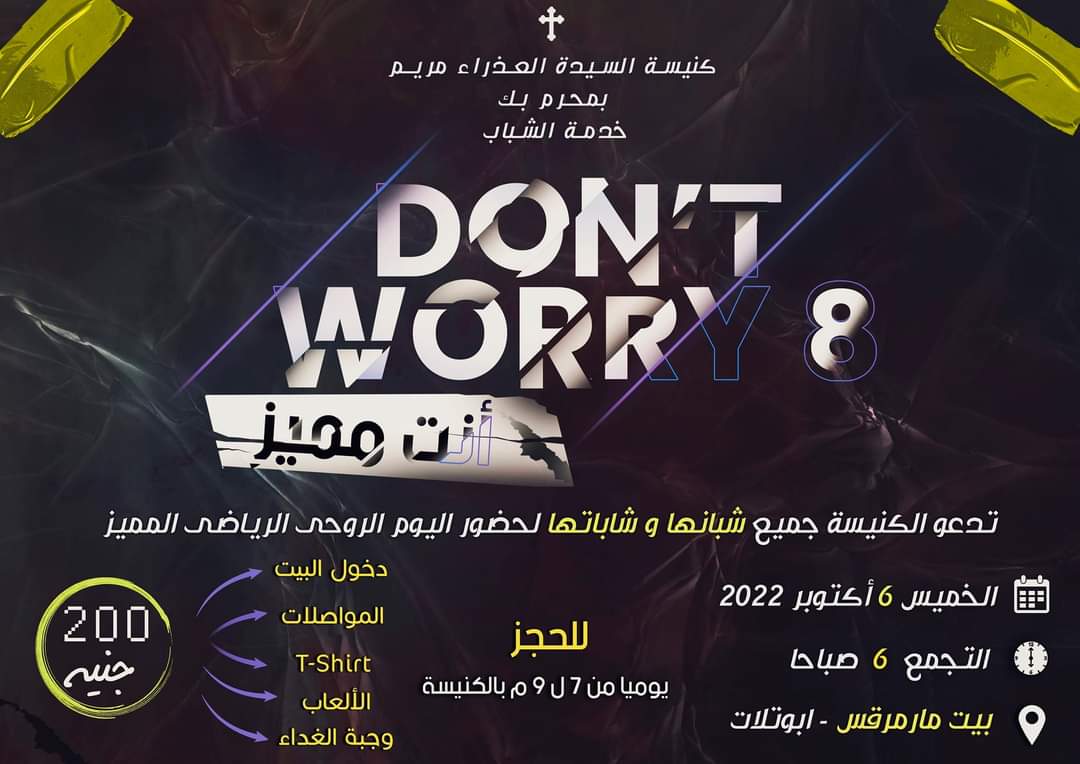 كنيسة السيدة العذراء مريم
بمحرم بك
خدمة الشباب
DON'T
WORRY 8
أنت مميز
تدعو الكنيسة جميع شبانها و شاباتها لحضور اليوم الروحى الرياضى المميز
الخميس 6 أكتوبر 2022
التجمع 6 صباحا
بيت مارمرقس - ابوتلات
للحجز
يوميا من 7 ل 9 م بالكنيسة
دخول البيت
المواصلات
T-Shirt
الألعاب
وجبة الغداء
200
جنيه